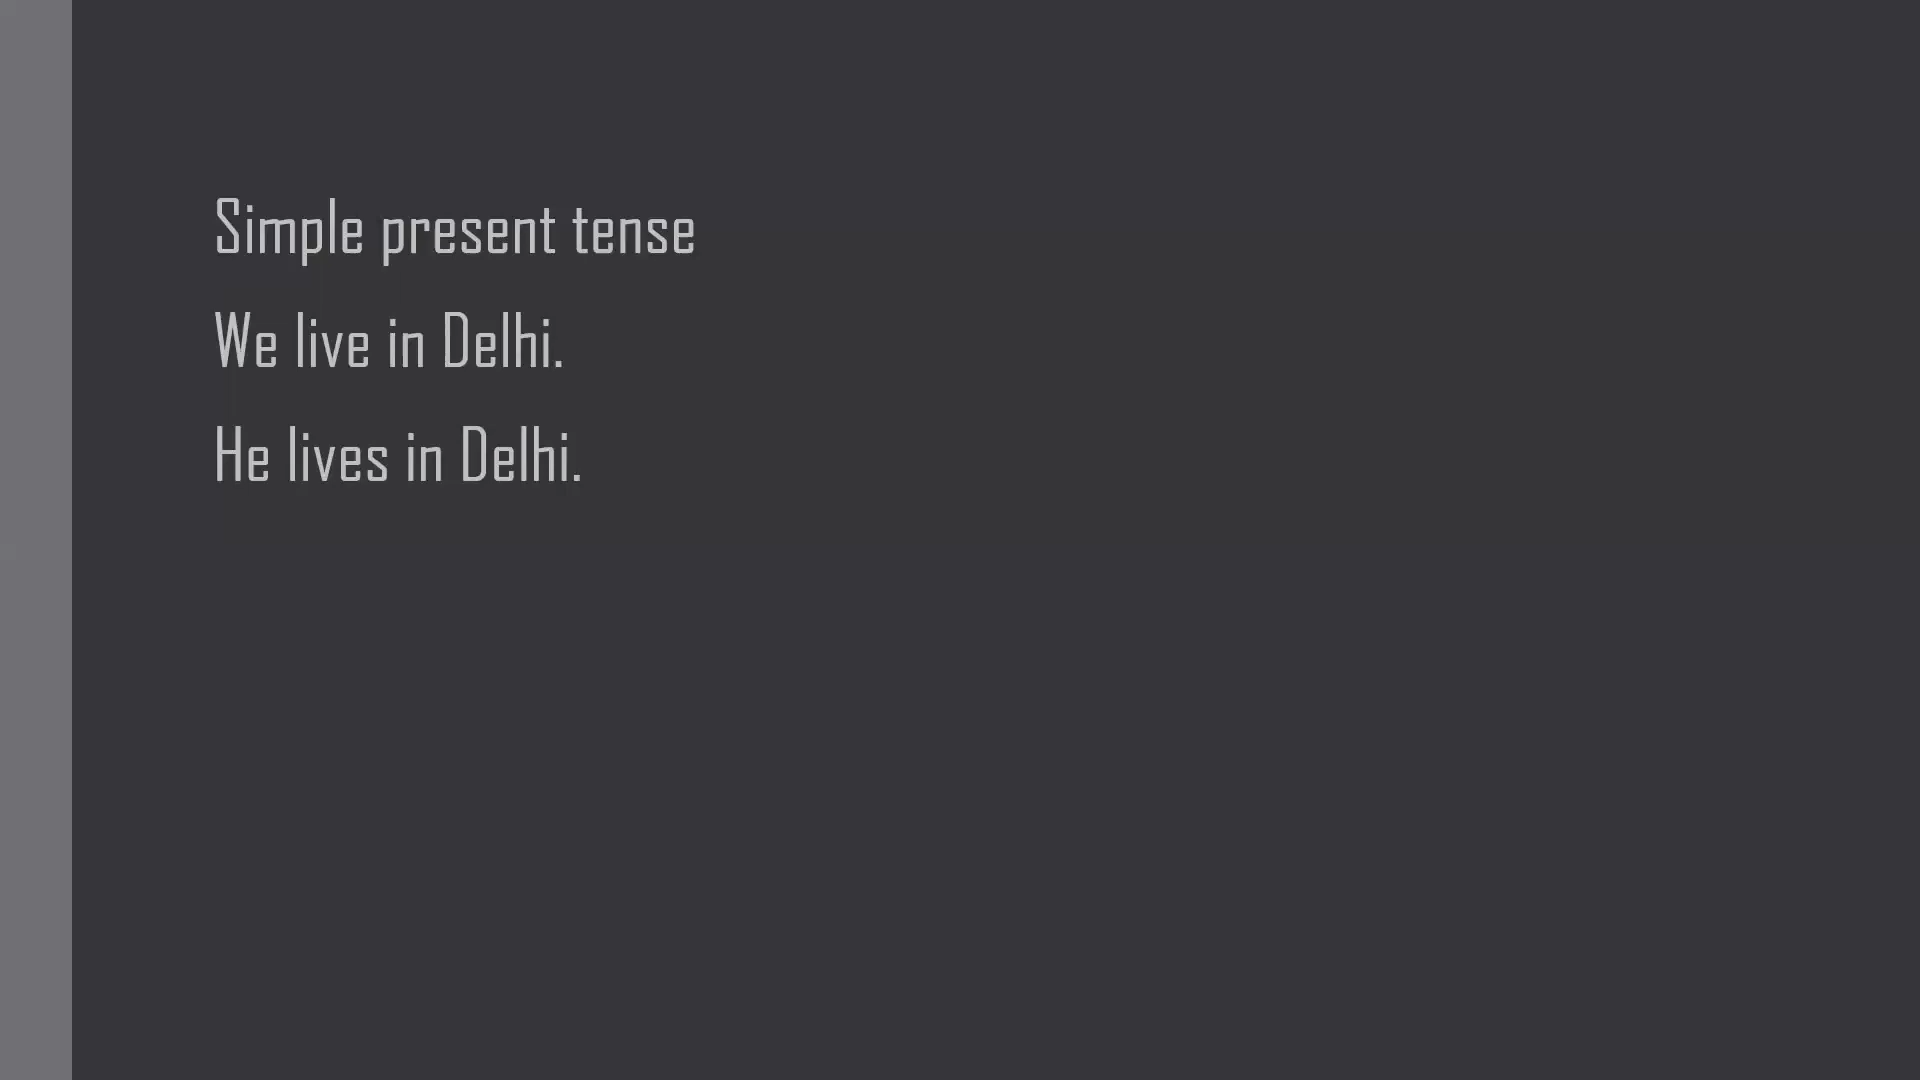 Simple present tense
We live in Delhi.
He lives in Delhi.